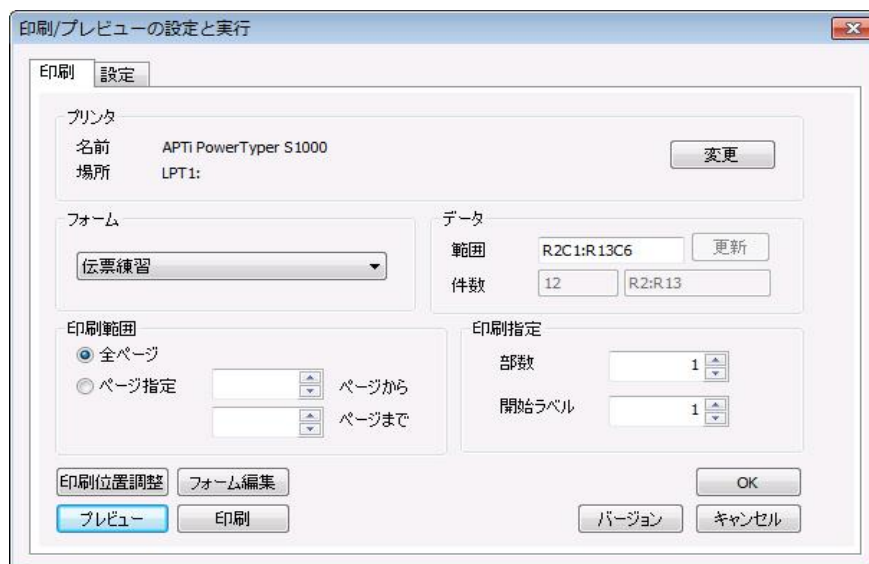 印刷/プレビューの設定と実行
印刷 設定
プリンタ
名前 APTi PowerTyper S1000
場所 LPT1:
変更
フォーム
伝票練習
データ
範囲 R2C1:R13C6 更新
件数 12 R2:R13
印刷範囲
全ページ
ページ指定 ページから
ページまで
印刷指定
部数 1
開始ラベル 1
印刷位置調整 フォーム編集 OK
プレビュー 印刷 バージョン キャンセル